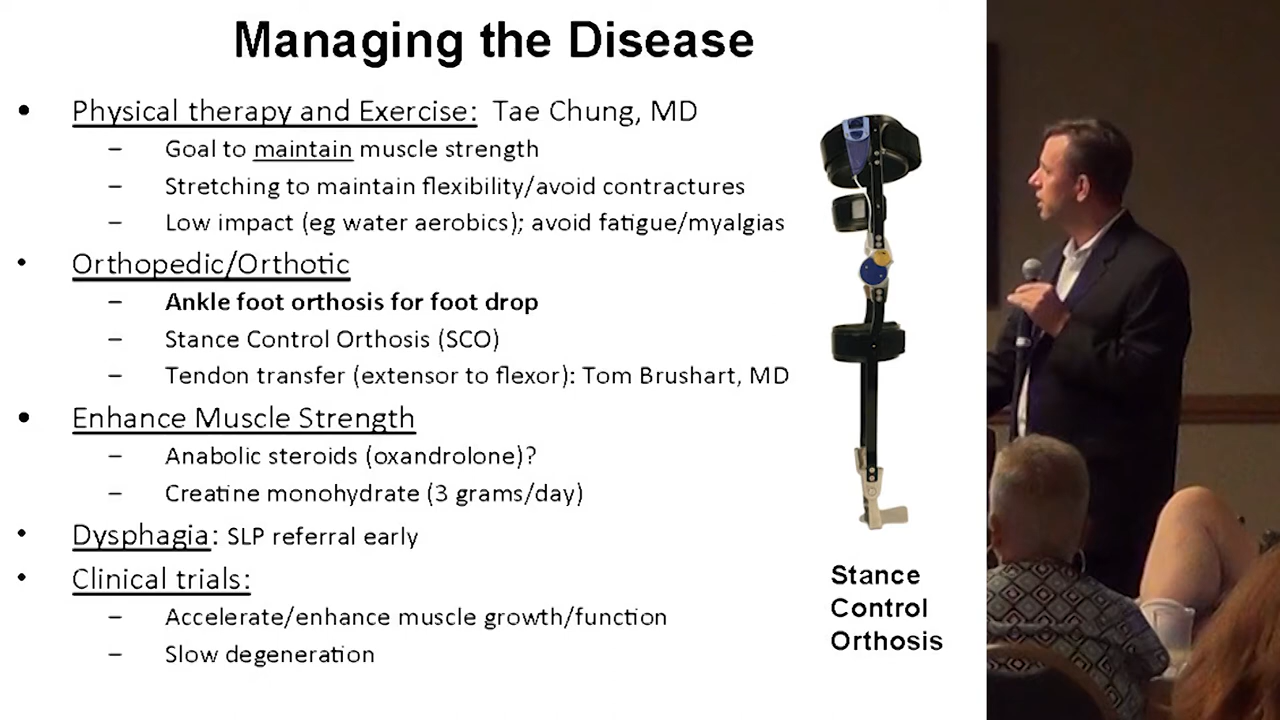 Managing the Disease
• Physical therapy and Exercise: Tae Chung, MD
– Goal to maintain muscle strength
– Stretching to maintain flexibility/avoid contractures
– Low impact (eg water aerobics); avoid fatigue/myalgias
• Orthopedic/Orthotic
– Ankle foot orthosis for foot drop
– Stance Control Orthosis (SCO)
– Tendon transfer (extensor to flexor): Tom Brushart, MD
• Enhance Muscle Strength
– Anabolic steroids (oxandrolone)?
– Creatine monohydrate (3 grams/day)
• Dysphagia: SLP referral early
• Clinical trials:
– Accelerate/enhance muscle growth/function
– Slow degeneration
Stance
Control
Orthosis